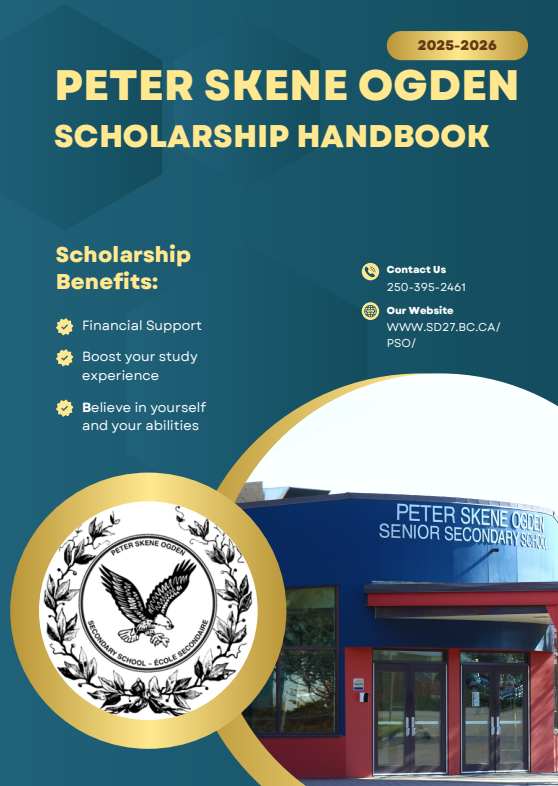 2025-2026
PETER SKENE OGDEN
SCHOLARSHIP HANDBOOK
Scholarship
Benefits:
Financial Support
Boost your study
experience
Believe in yourself
and your abilities
Contact Us
250-395-2461
Our Website
WWW.SD27.BC.CA/
PSO/
PETER SKENE OGDEN
SENIOR SECONDARY SCHOOL
PETER SKENE OGDEN
SECONDARY SCHOOL – ÉCOLE SECONDAIRE